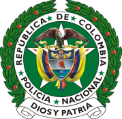 REPÚBLICA DE COLOMBIA
POLICÍA NACIONAL
DIOS Y PATRIA